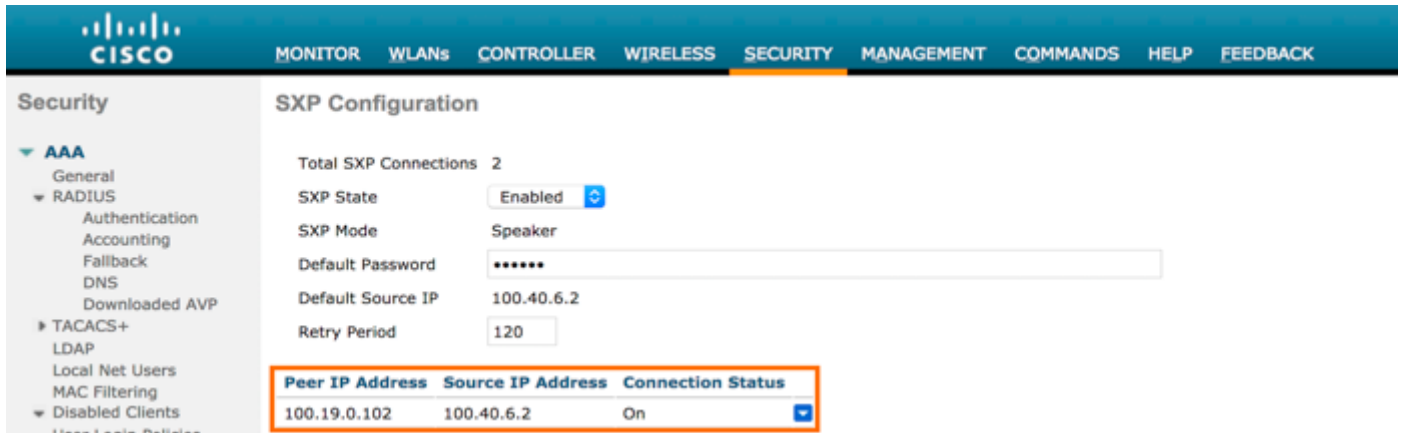 CISCO
MONITOR WLANs CONTROLLER WIRELESS SECURITY MANAGEMENT COMMANDS HELP FEEDBACK
Security
AAA
General
RADIUS
Authentication
Accounting
Fallback
DNS
Downloaded AVP
TACACS+
LDAP
Local Net Users
MAC Filtering
Disabled Clients
User Login Policies
SXP Configuration
Total SXP Connections 2
SXP State Enabled
SXP Mode Speaker
Default Password ••••••
Default Source IP 100.40.6.2
Retry Period 120
Peer IP Address Source IP Address Connection Status
100.19.0.102 100.40.6.2 On